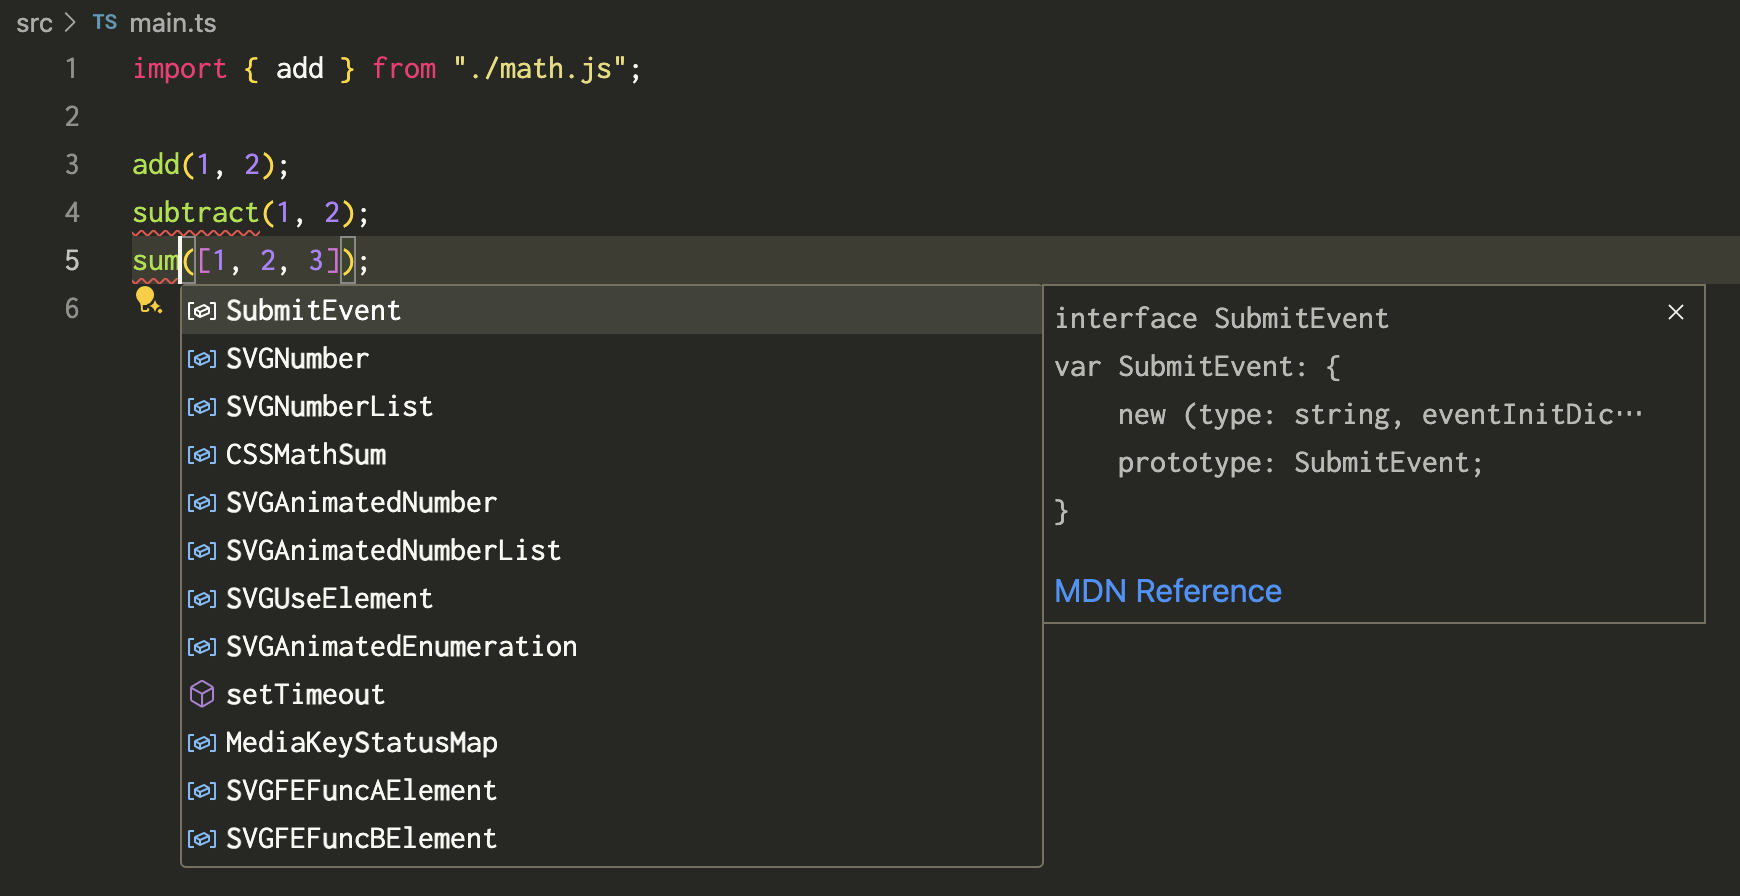 src > TS main.ts
1 import { add } from "./math.js";
2
3 add(1, 2);
4 subtract(1, 2);
5 sum([1, 2, 3]);
6
SubmitEvent
SVGNumber
SVGNumberList
CSSMathSum
SVGAnimatedNumber
SVGAnimatedNumberList
SVGUseElement
SVGAnimatedEnumeration
setTimeout
MediaKeyStatusMap
SVGFEFuncAElement
SVGFEFuncBElement
interface SubmitEvent
var SubmitEvent: {
new (type: string, eventInitDic…
prototype: SubmitEvent;
}
MDN Reference